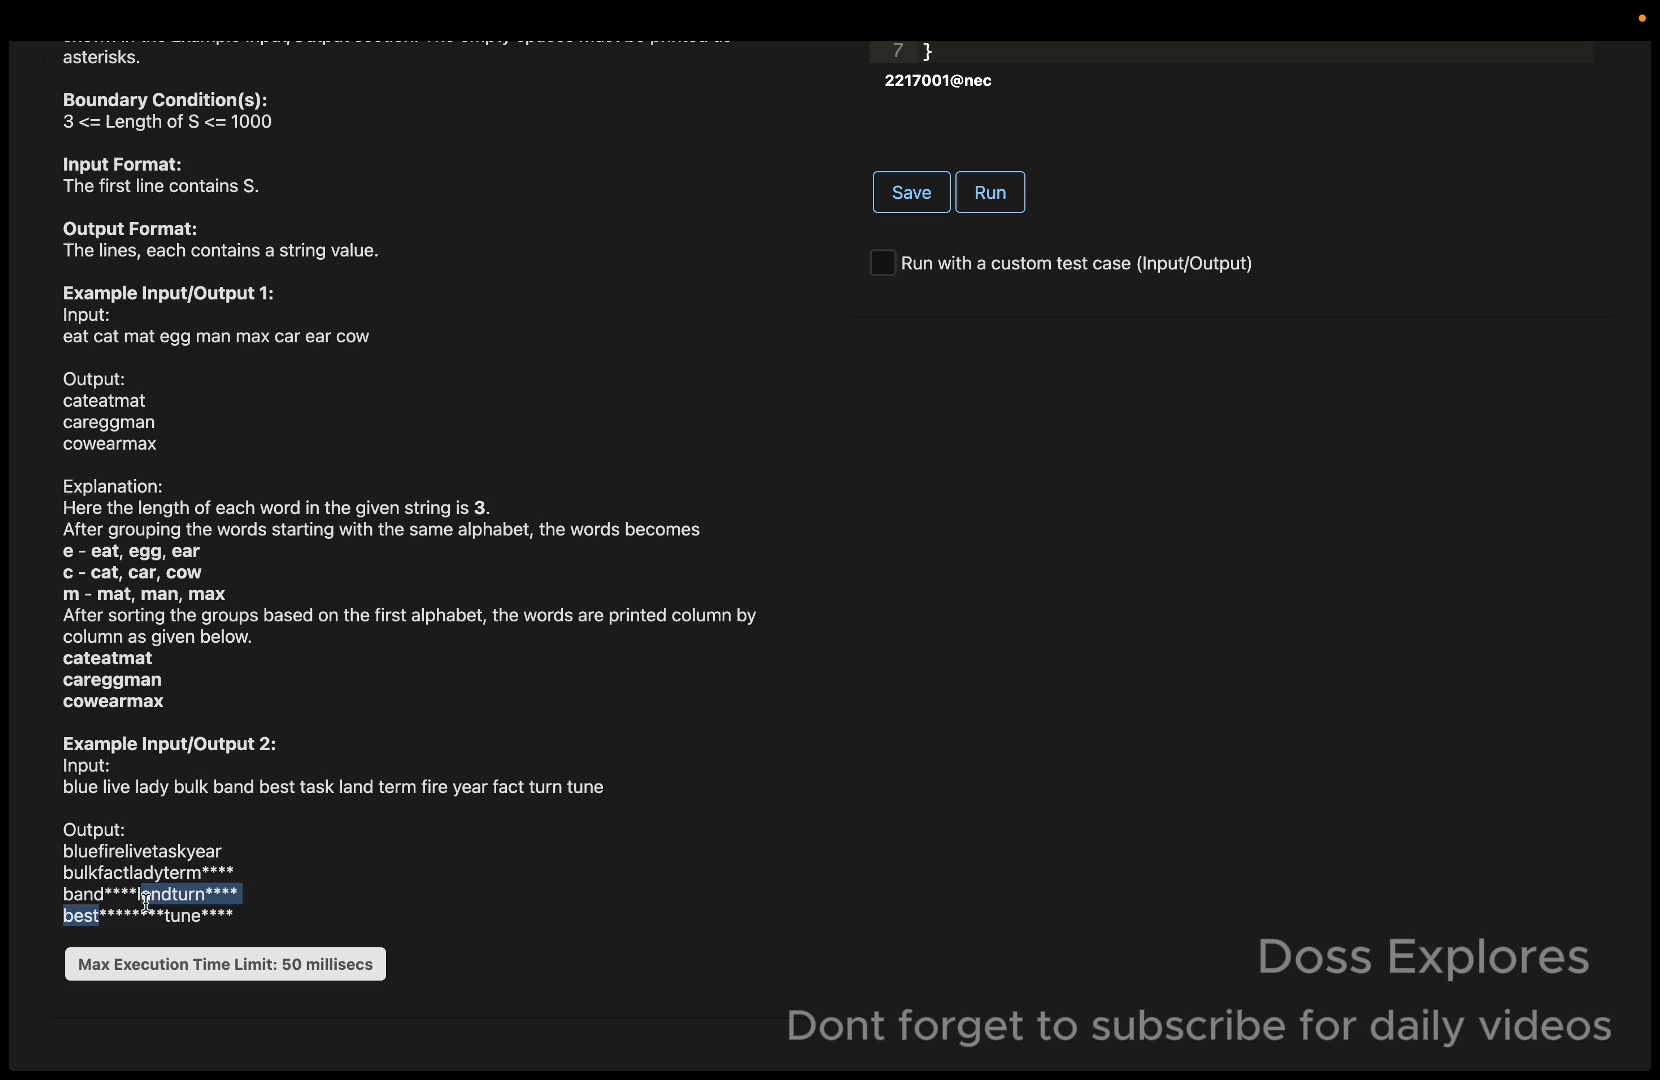 asterisks.
Boundary Condition(s):
3 <= Length of S <= 1000
Input Format:
The first line contains S.
Output Format:
The lines, each contains a string value.
Example Input/Output 1:
Input:
eat cat mat egg man max car ear cow
Output:
cateatmat
careggman
cowearmax
Explanation:
Here the length of each word in the given string is 3.
After grouping the words starting with the same alphabet, the words becomes
e - eat, egg, ear
c - cat, car, cow
m - mat, man, max
After sorting the groups based on the first alphabet, the words are printed column by
column as given below.
cateatmat
careggman
cowearmax
Example Input/Output 2:
Input:
blue live lady bulk band best task land term fire year fact turn tune
Output:
bluefirelivetaskyear
bulkfactladyterm****
band****landturn****
best********tune****
Max Execution Time Limit: 50 millisecs
7 }
2217001@nec
Save Run
Run with a custom test case (Input/Output)
Doss Explores
Dont forget to subscribe for daily videos